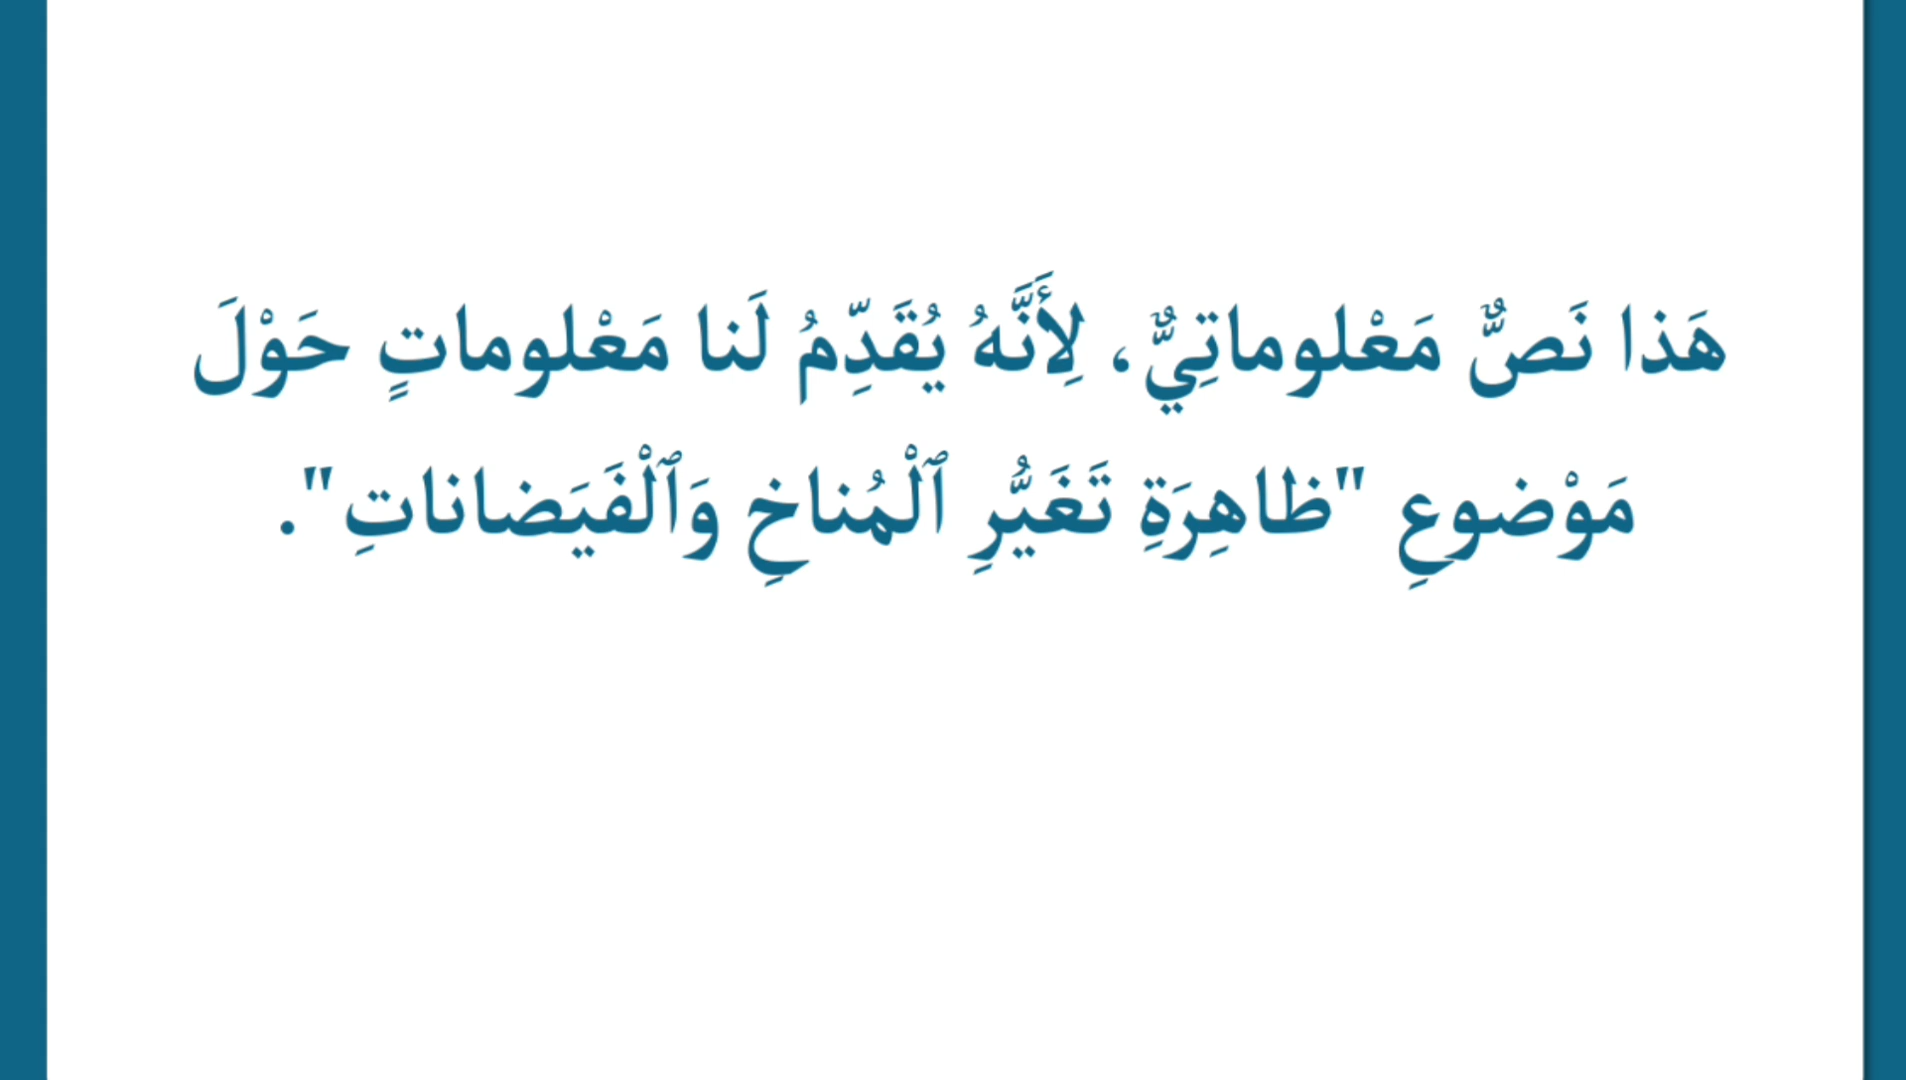 هَذا نَصٌّ مَعْلوماتِيٌّ، لِأَنَّهُ يُقَدِّمُ لَنا مَعْلوماتٍ حَوْلَ
مَوْضوعِ "ظاهِرَةِ تَغَيُّرِ ٱلْمُناخِ وَٱلْفَيَضاناتِ".